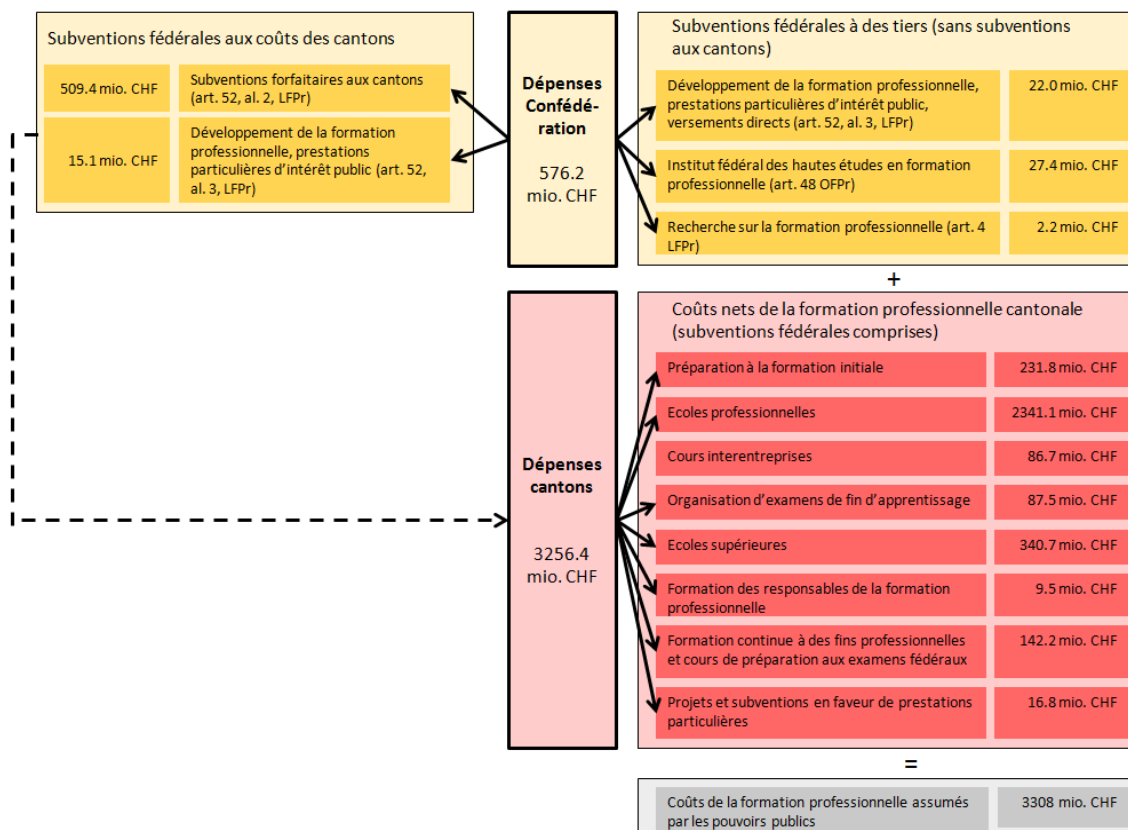 Subventions fédérales aux coûts des cantons
509.4 mio. CHF
Subventions forfaitaires aux cantons
(art. 52, al. 2, LFPr)
15.1 mio. CHF
Développement de la formation
professionnelle, prestations
particulières d'intérêt public (art. 52,
al. 3, LFPr)
Dépenses
Confédé-
ration
576.2
mio. CHF
Subventions fédérales à des tiers (sans subventions
aux cantons)
Développement de la formation professionnelle,
prestations particulières d'intérêt public,
versements directs (art. 52, al. 3, LFPr)
22.0 mio. CHF
Institut fédéral des hautes études en formation
professionnelle (art. 48 OFPr)
27.4 mio. CHF
Recherche sur la formation professionnelle (art. 4
LFPr)
2.2 mio. CHF
+
Dépenses
cantons
3256.4
mio. CHF
Coûts nets de la formation professionnelle cantonale
(subventions fédérales comprises)
Préparation à la formation initiale
231.8 mio. CHF
Ecoles professionnelles
2341.1 mio. CHF
Cours interentreprises
86.7 mio. CHF
Organisation d'examens de fin d'apprentissage
87.5 mio. CHF
Ecoles supérieures
340.7 mio. CHF
Formation des responsables de la formation
professionnelle
9.5 mio. CHF
Formation continue à des fins professionnelles
et cours de préparation aux examens fédéraux
142.2 mio. CHF
Projets et subventions en faveur de prestations
particulières
16.8 mio. CHF
=
Coûts de la formation professionnelle assumés
par les pouvoirs publics
3308 mio. CHF